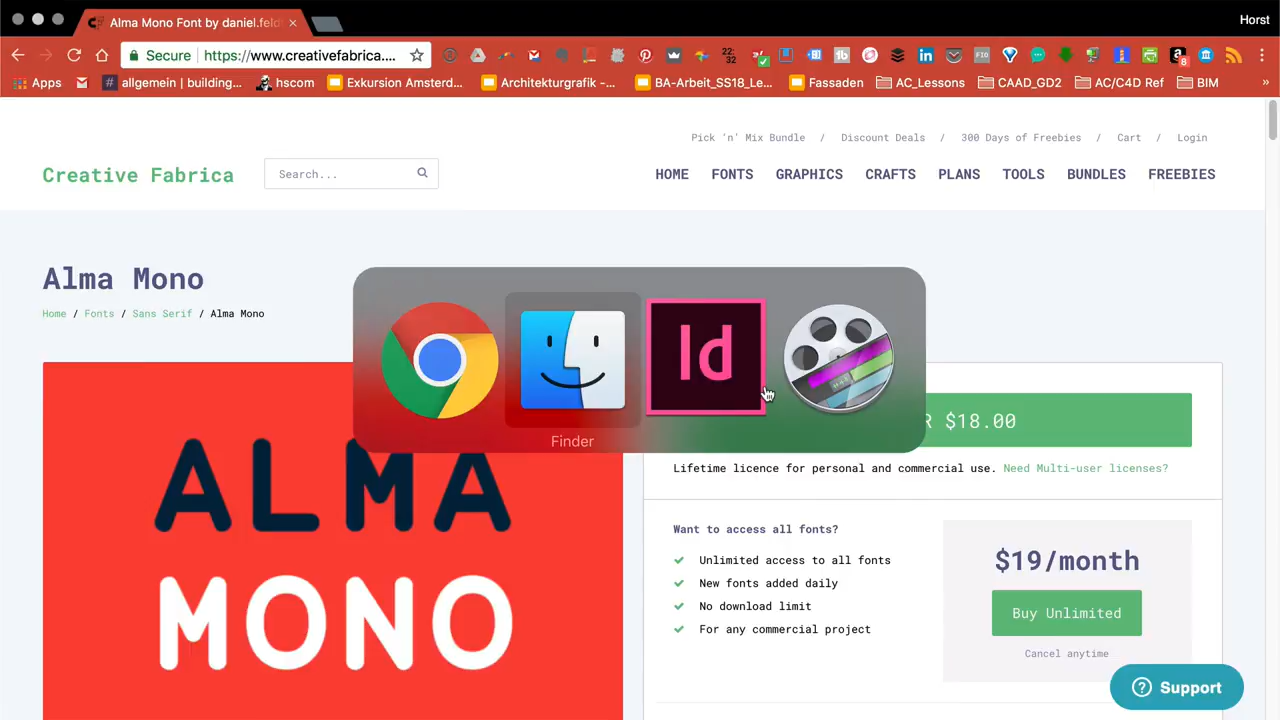 Alma Mono Font by daniel.feld
Horst
Secure https://www.creativefabrica....
22:32
FIO
8
Apps
allgemein | building...
hscom
Exkursion Amsterd...
Architekturgrafik -...
BA-Arbeit_SS18_Le...
Fassaden
AC_Lessons
CAAD_GD2
AC/C4D Ref
BIM
»
Pick 'n' Mix Bundle / Discount Deals / 300 Days of Freebies / Cart / Login
Creative Fabrica
Search...
HOME FONTS GRAPHICS CRAFTS PLANS TOOLS BUNDLES FREEBIES
Alma Mono
Home / Fonts / Sans Serif / Alma Mono
Id
Finder
R $18.00
Lifetime licence for personal and commercial use. Need Multi-user licenses?
ALMA
MONO
Want to access all fonts?
Unlimited access to all fonts
New fonts added daily
No download limit
For any commercial project
$19/month
Buy Unlimited
Cancel anytime
Support